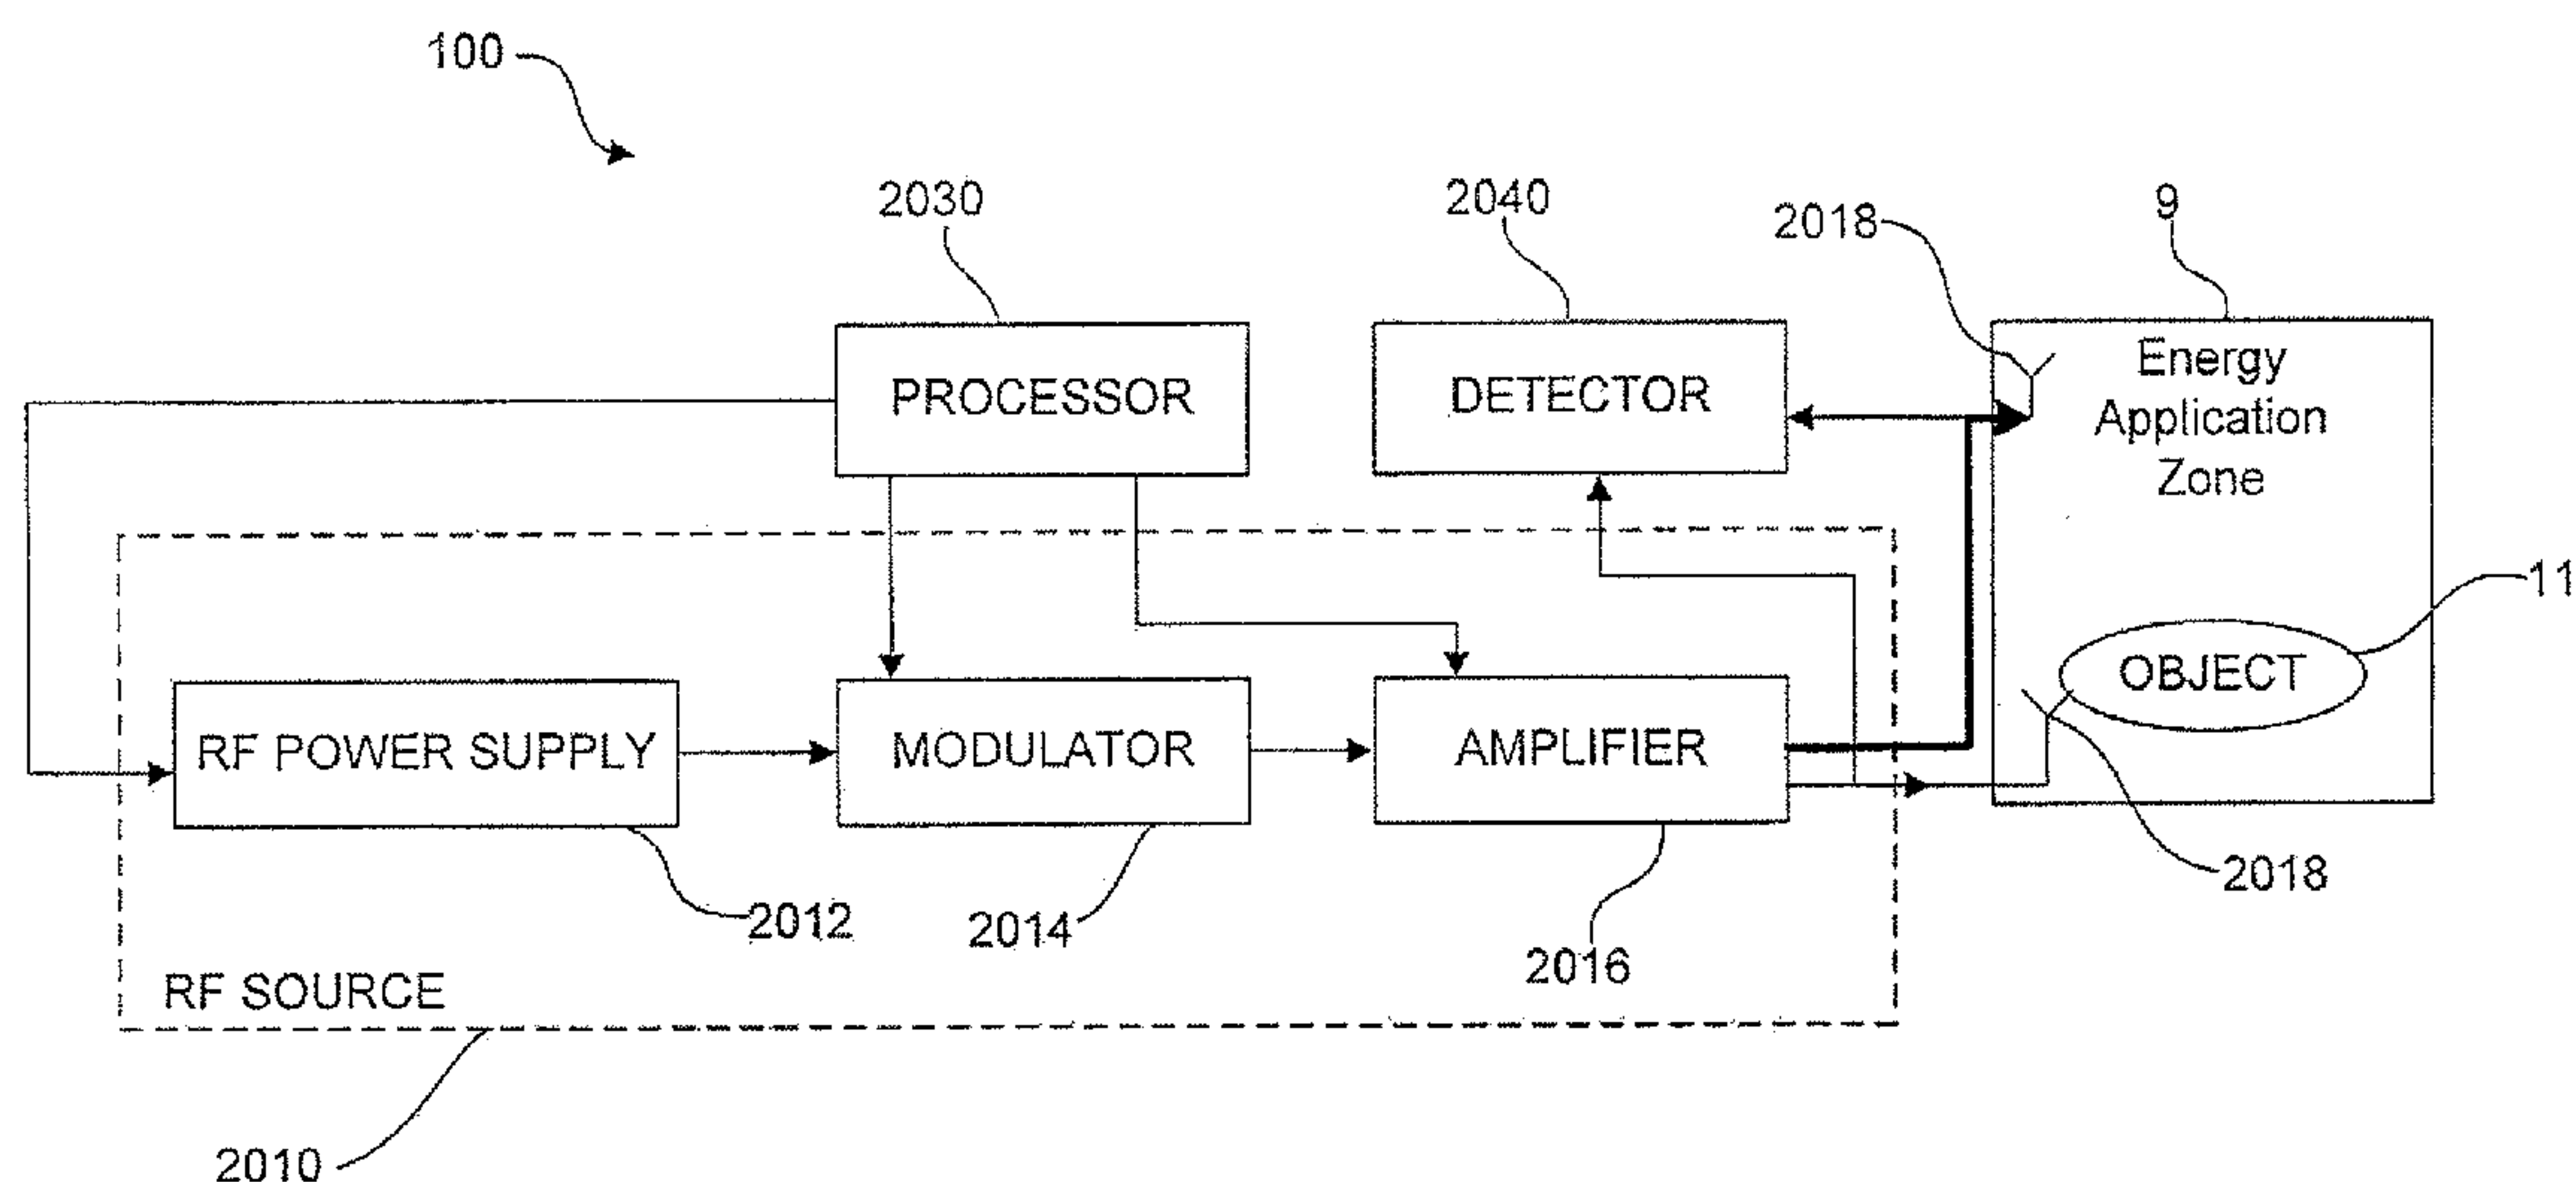 100
2030
2040
2018
9
PROCESSOR
DETECTOR
Energy
Application
Zone
11
OBJECT
RF POWER SUPPLY
MODULATOR
AMPLIFIER
2018
2012
2014
2016
RF SOURCE
2010